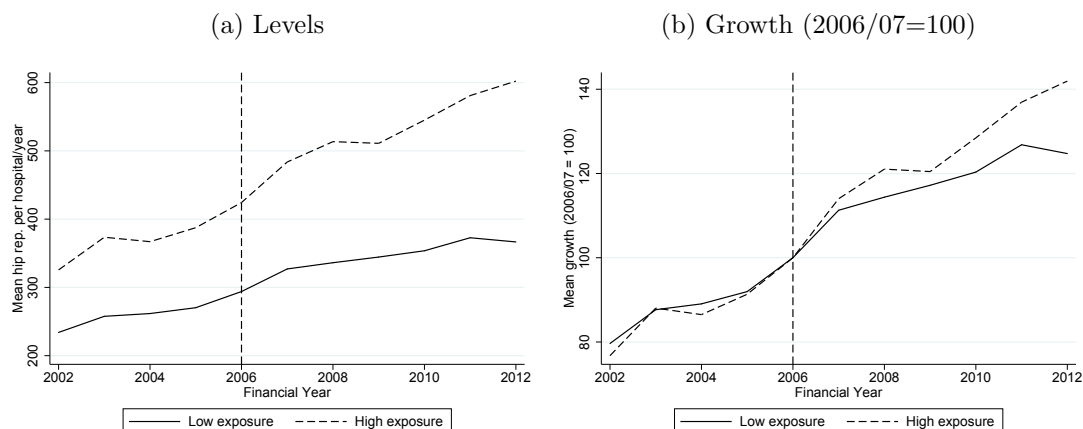 (a) Levels
Mean hip rep. per hospital/year
600
500
400
300
200
2002 2004 2006 2008 2010 2012
Financial Year
Low exposure High exposure
(b) Growth (2006/07=100)
Mean growth (2006/07 = 100)
140
120
100
80
2002 2004 2006 2008 2010 2012
Financial Year
Low exposure High exposure